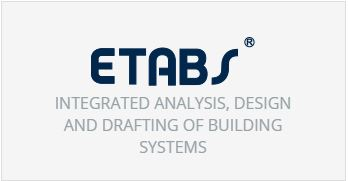 ETABS®
INTEGRATED ANALYSIS, DESIGN
AND DRAFTING OF BUILDING
SYSTEMS